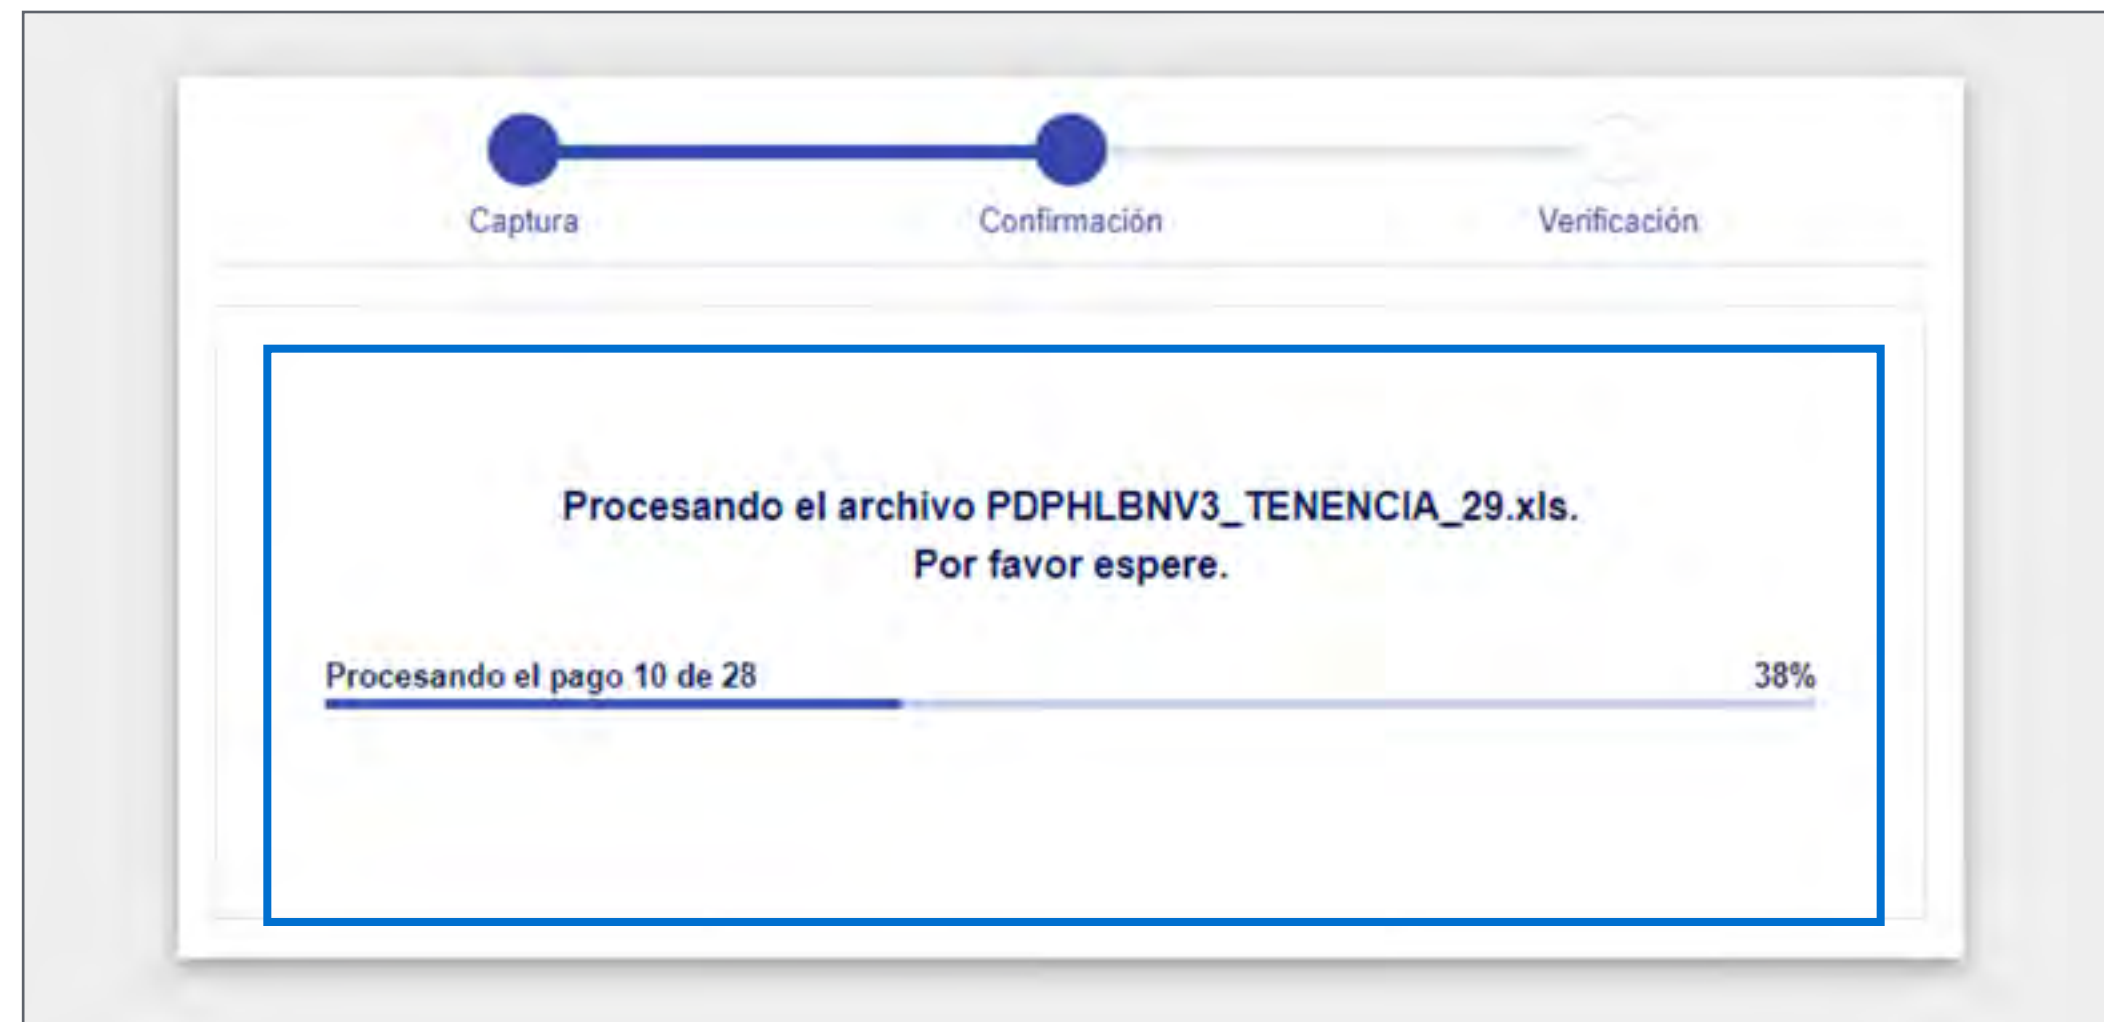 Captura
Confirmación
Verificación
Procesando el archivo PDPHLBNV3_TENENCIA_29.xls.
Por favor espere.
Procesando el pago 10 de 28
38%